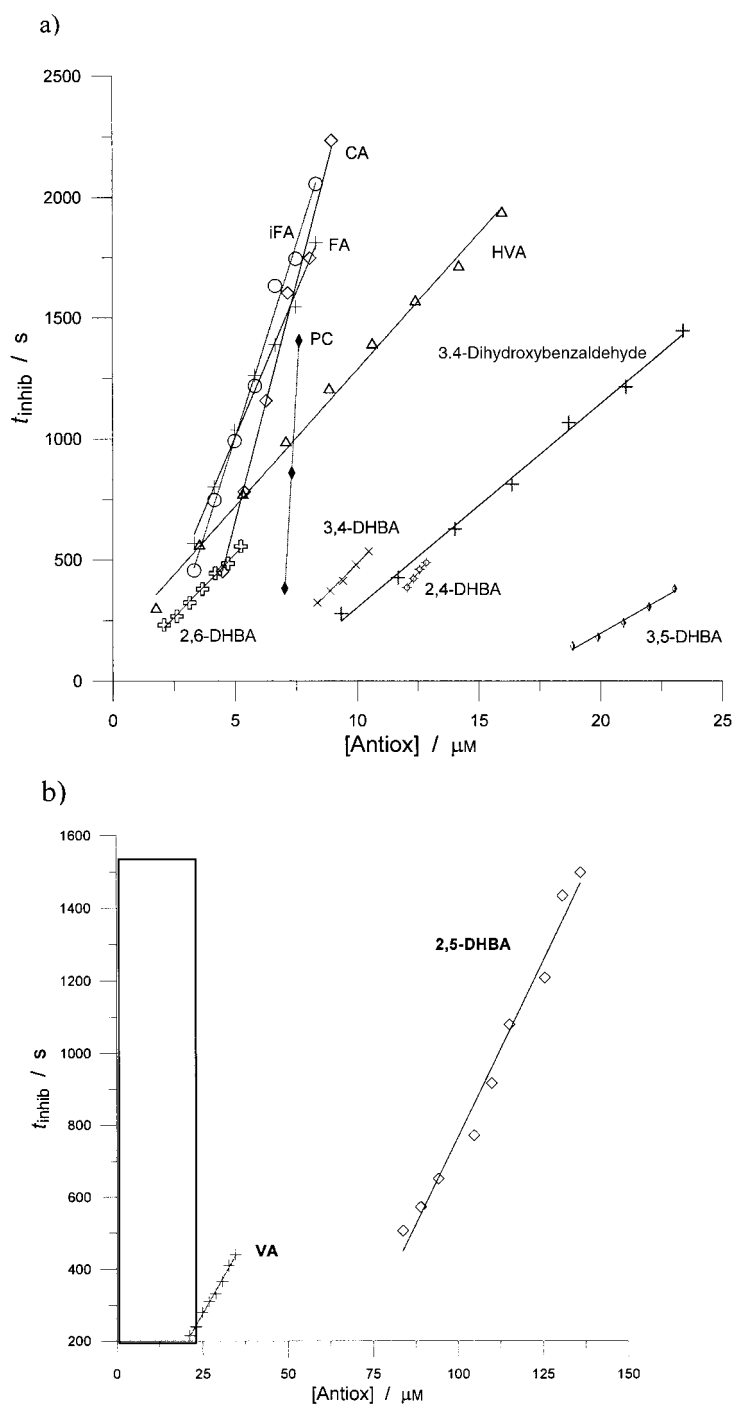 a)
2500
2000
1500
1000
500
0
t inhib / s
CA
iFA
FA
HVA
PC
3.4-Dihydroxybenzaldehyde
3,4-DHBA
2,4-DHBA
2,6-DHBA
3,5-DHBA
0 5 10 15 20 25
[Antiox] / μM
b)
1600
1400
1200
1000
800
600
400
200
t inhib / s
2,5-DHBA
VA
0 25 50 75 100 125 150
[Antiox] / μM